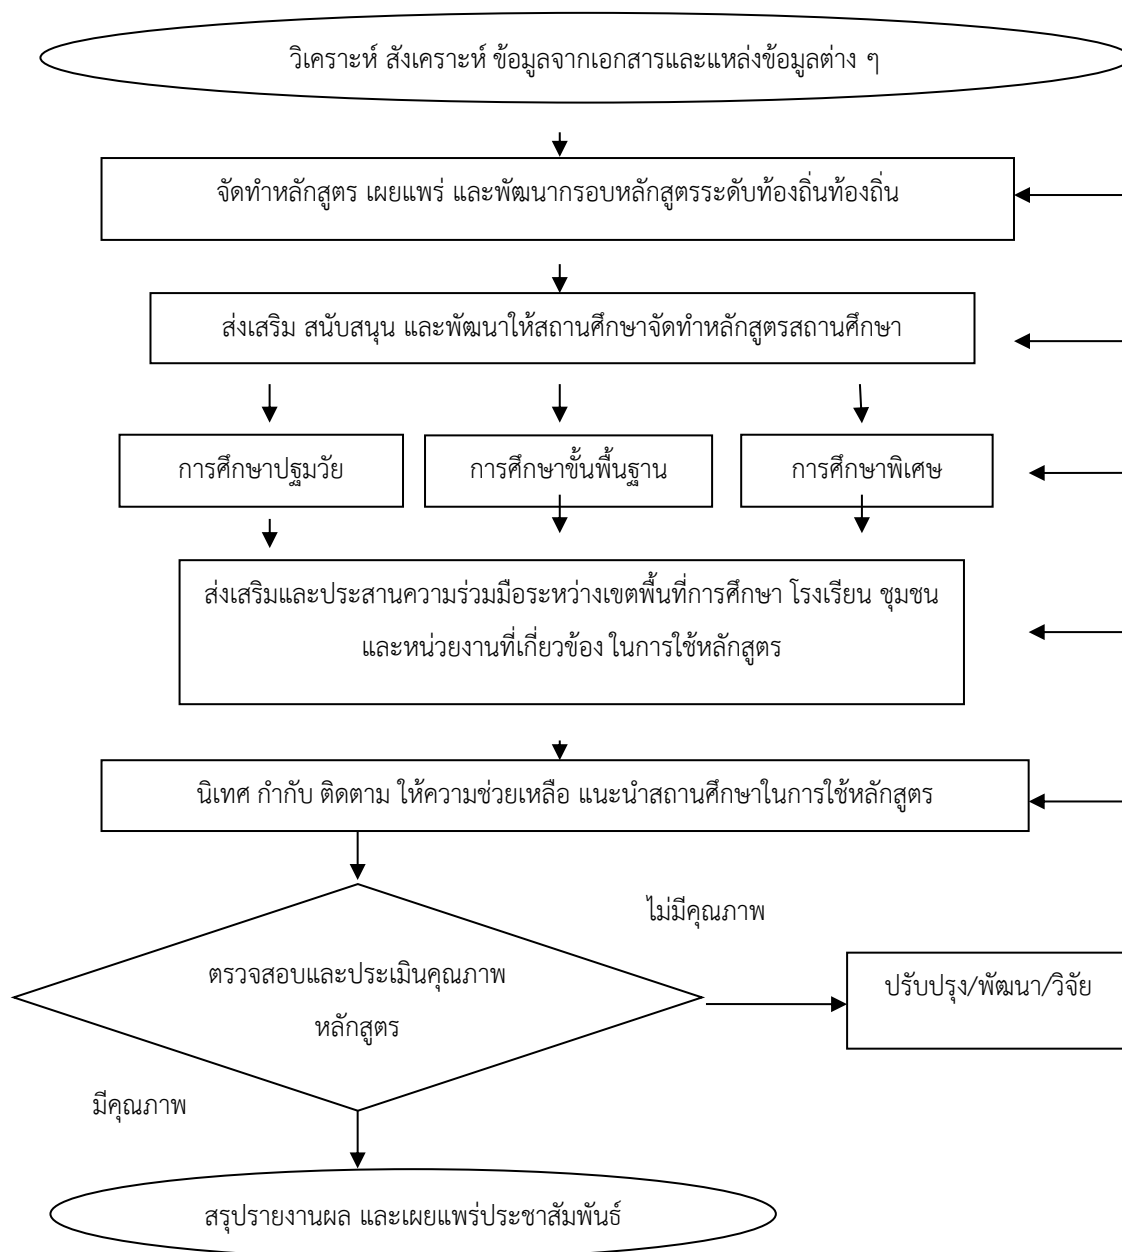 วิเคราะห์ สังเคราะห์ ข้อมูลจากเอกสารและแหล่งข้อมูลต่าง ๆ
จัดทำหลักสูตร เผยแพร่ และพัฒนากรอบหลักสูตรระดับท้องถิ่นท้องถิ่น
ส่งเสริม สนับสนุน และพัฒนาให้สถานศึกษาจัดทำหลักสูตรสถานศึกษา
การศึกษาปฐมวัย
การศึกษาขั้นพื้นฐาน
การศึกษาพิเศษ
ส่งเสริมและประสานความร่วมมือระหว่างเขตพื้นที่การศึกษา โรงเรียน ชุมชน
และหน่วยงานที่เกี่ยวข้อง ในการใช้หลักสูตร
นิเทศ กำกับ ติดตาม ให้ความช่วยเหลือ แนะนำสถานศึกษาในการใช้หลักสูตร
ไม่มีคุณภาพ
ตรวจสอบและประเมินคุณภาพ
หลักสูตร
ปรับปรุง/พัฒนา/วิจัย
มีคุณภาพ
สรุปรายงานผล และเผยแพร่ประชาสัมพันธ์